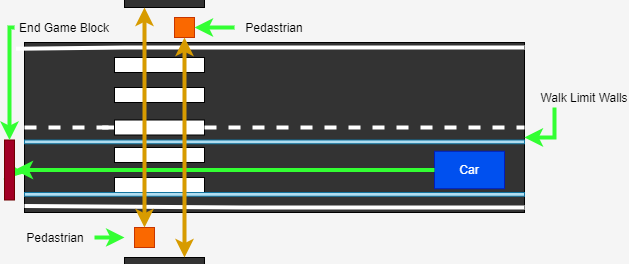 End Game Block
Pedastrian
Walk Limit Walls
Car
Pedastrian